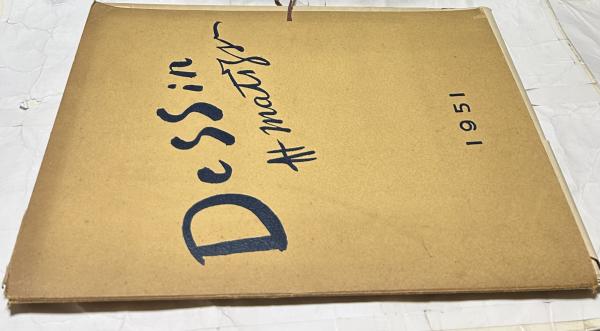 Dessin
H matisse
1951